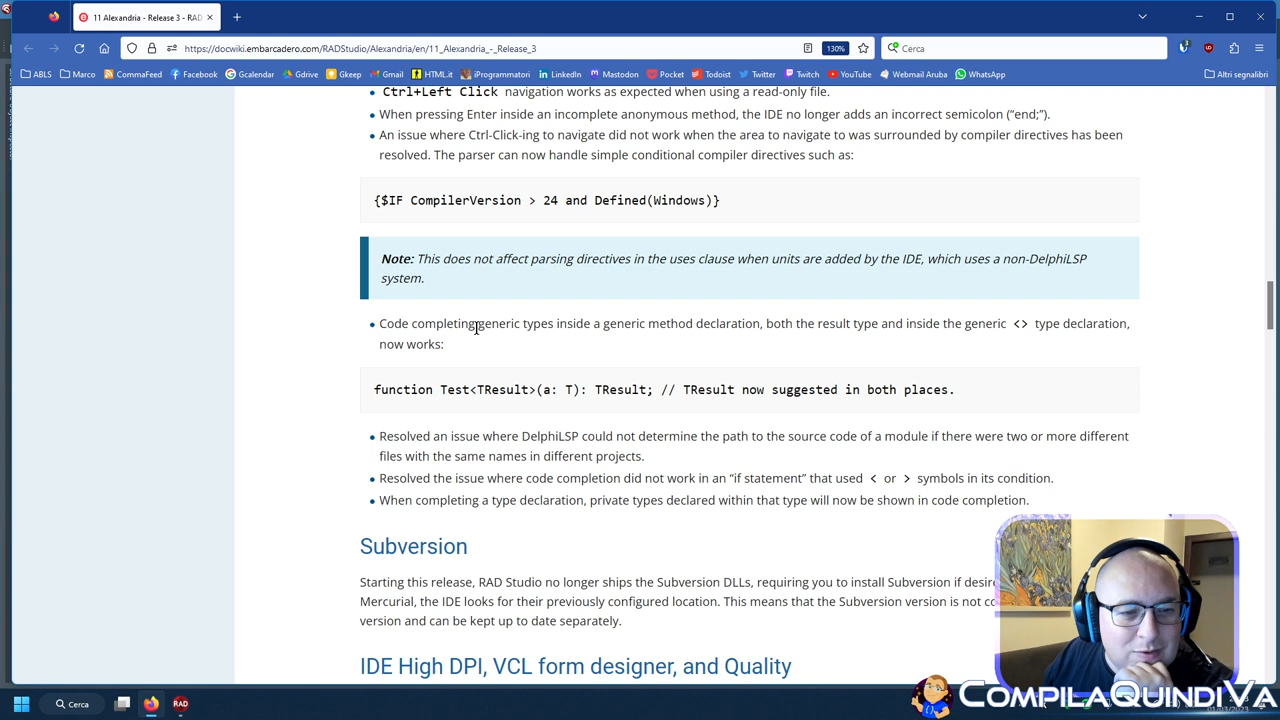 11 Alexandria - Release 3 - RAD
https://docwiki.embarcadero.com/RADStudio/Alexandria/en/11_Alexandria_-_Release_3
130%
Cerca
ABLS
Marco
CommaFeed
Facebook
Gcalendar
Gdrive
Gkeep
Gmail
HTML.it
iProgrammatori
LinkedIn
Mastodon
Pocket
Todoist
Twitter
Twitch
YouTube
Webmail Aruba
WhatsApp
Altri segnalibri
Ctrl+Left Click navigation works as expected when using a read-only file.
When pressing Enter inside an incomplete anonymous method, the IDE no longer adds an incorrect semicolon (“end;”).
An issue where Ctrl-Click-ing to navigate did not work when the area to navigate to was surrounded by compiler directives has been
resolved. The parser can now handle simple conditional compiler directives such as:
{$IF CompilerVersion > 24 and Defined(Windows)}
Note: This does not affect parsing directives in the uses clause when units are added by the IDE, which uses a non-DelphiLSP
system.
Code completing generic types inside a generic method declaration, both the result type and inside the generic <> type declaration,
now works:
function Test<TResult>(a: T): TResult; // TResult now suggested in both places.
Resolved an issue where DelphiLSP could not determine the path to the source code of a module if there were two or more different
files with the same names in different projects.
Resolved the issue where code completion did not work in an “if statement” that used < or > symbols in its condition.
When completing a type declaration, private types declared within that type will now be shown in code completion.
Subversion
Starting this release, RAD Studio no longer ships the Subversion DLLs, requiring you to install Subversion if
Mercurial, the IDE looks for their previously configured location. This means that the Subversion version is not
version and can be kept up to date separately.
IDE High DPI, VCL form designer, and Quality
Cerca
RAD
COMPILAQUINDIVA